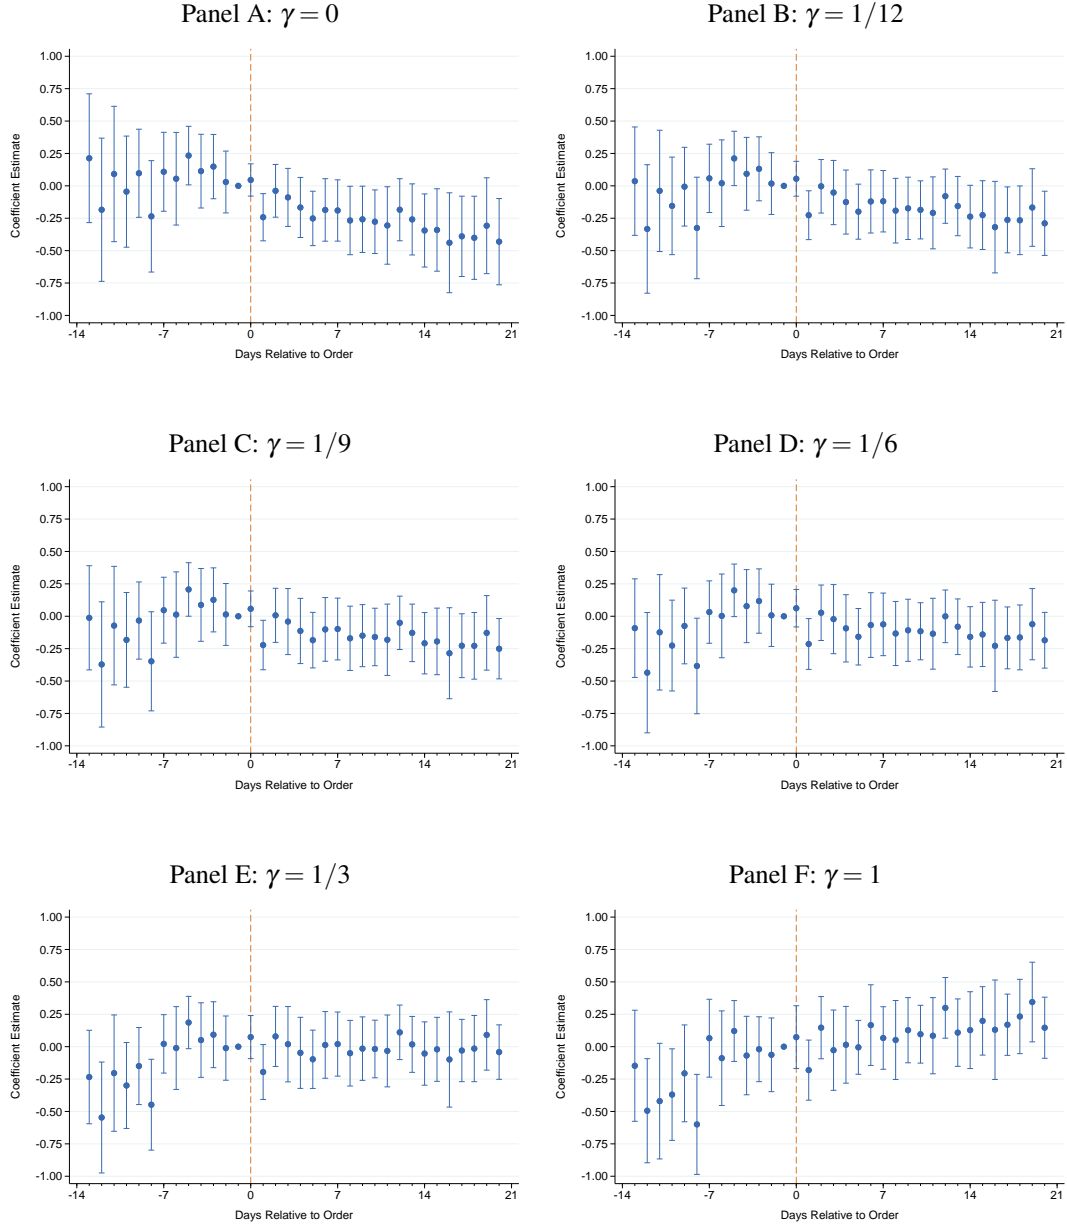 Panel A: γ = 0
Panel B: γ = 1/12
1.00
0.75
0.50
0.25
0.00
-0.25
-0.50
-0.75
-1.00
Coefficient Estimate
-14 -7 0 7 14 21
Days Relative to Order
1.00
0.75
0.50
0.25
0.00
-0.25
-0.50
-0.75
-1.00
Coefficient Estimate
-14 -7 0 7 14 21
Days Relative to Order
Panel C: γ = 1/9
Panel D: γ = 1/6
1.00
0.75
0.50
0.25
0.00
-0.25
-0.50
-0.75
-1.00
Coefficient Estimate
-14 -7 0 7 14 21
Days Relative to Order
1.00
0.75
0.50
0.25
0.00
-0.25
-0.50
-0.75
-1.00
Coefficient Estimate
-14 -7 0 7 14 21
Days Relative to Order
Panel E: γ = 1/3
Panel F: γ = 1
1.00
0.75
0.50
0.25
0.00
-0.25
-0.50
-0.75
-1.00
Coefficient Estimate
-14 -7 0 7 14 21
Days Relative to Order
1.00
0.75
0.50
0.25
0.00
-0.25
-0.50
-0.75
-1.00
Coefficient Estimate
-14 -7 0 7 14 21
Days Relative to Order